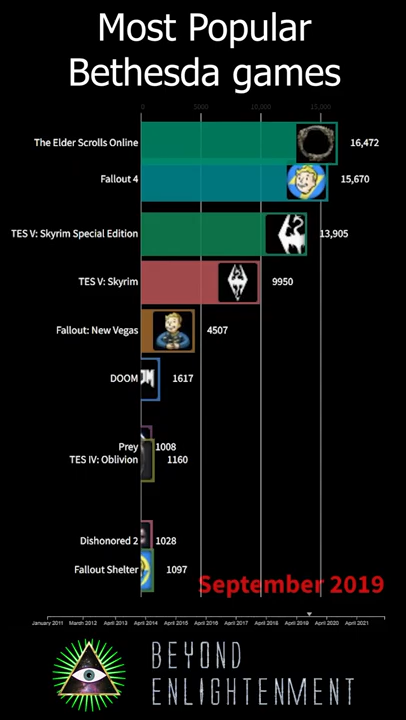 Most Popular
Bethesda games
0 5000 10,000 15,000
The Elder Scrolls Online 16,472
Fallout 4 15,670
TES V: Skyrim Special Edition 13,905
TES V: Skyrim 9950
Fallout: New Vegas 4507
DOOM 1617
Prey 1008
TES IV: Oblivion 1160
Dishonored 2 1028
Fallout Shelter 1097
September 2019
January 2011 March 2012 April 2013 April 2014 April 2015 April 2016 April 2017 April 2018 April 2019 April 2020 April 2021
BEYOND
ENLIGHTENMENT